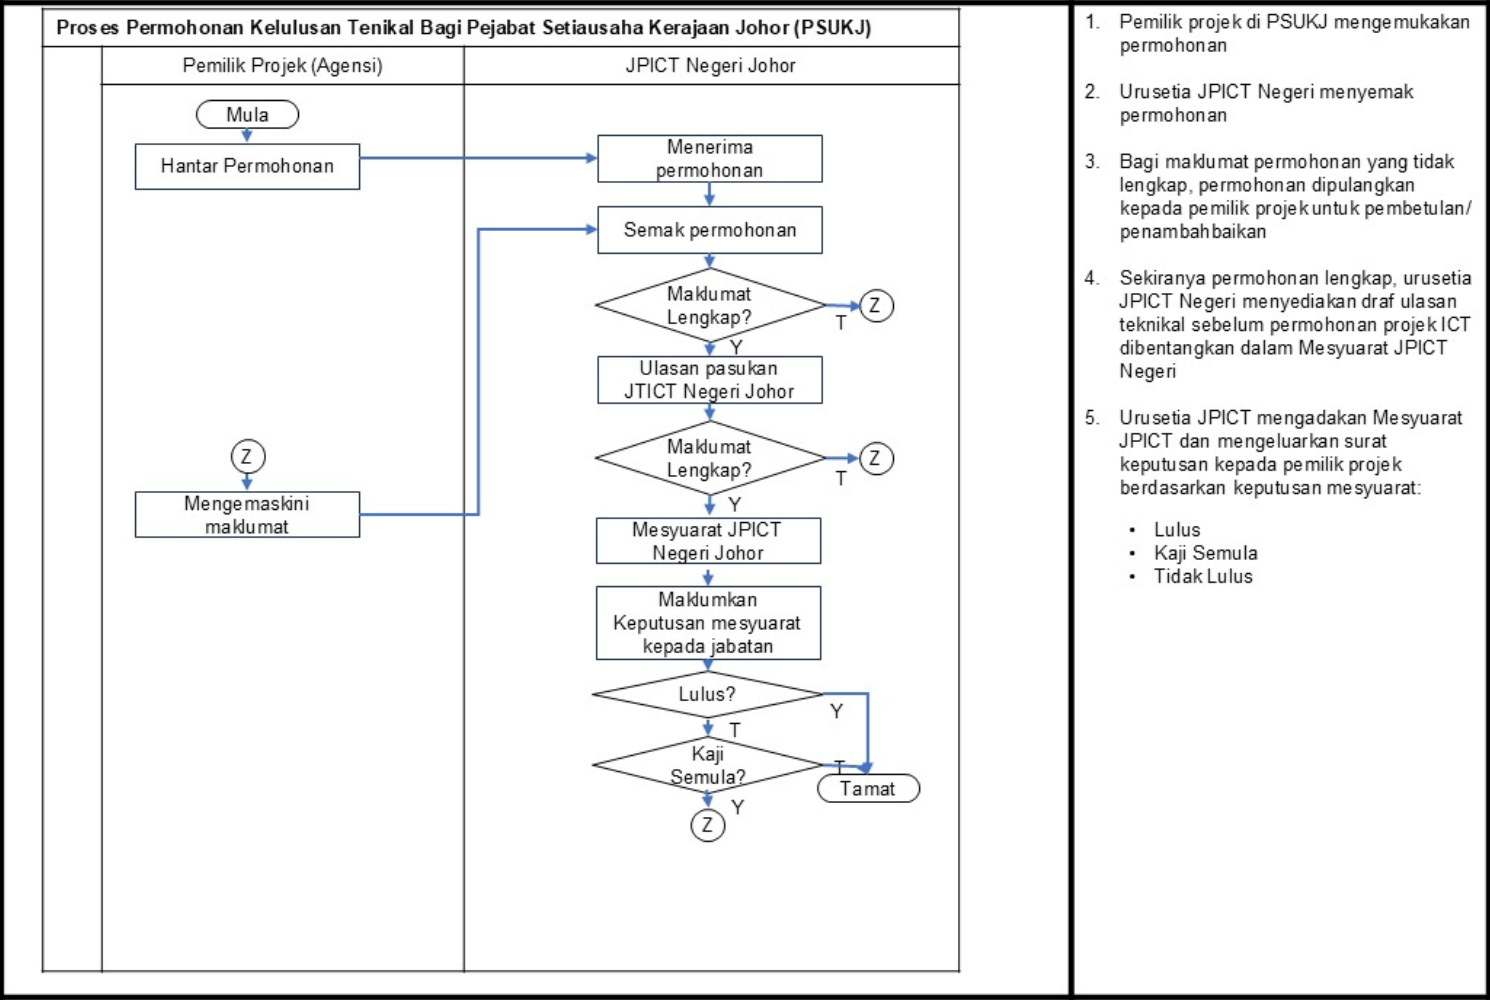 Proses Permohonan Kelulusan Tenikal Bagi Pejabat Setiausaha Kerajaan Johor (PSUKJ)
Pemilik Projek (Agensi)
JPICT Negeri Johor
Mula
Hantar Permohonan
Menerima
permohonan
Semak permohonan
Maklumat
Lengkap?
Z
T
Y
Ulasan pasukan
JTICT Negeri Johor
Maklumat
Lengkap?
Z
T
Y
Z
Mengemaskini
maklumat
Mesyuarat JPICT
Negeri Johor
Maklumkan
Keputusan mesyuarat
kepada jabatan
Lulus?
Y
T
Kaji
Semula?
T
Tamat
Y
Z
1. Pemilik projek di PSUKJ mengemukakan
permohonan
2. Urusetia JPICT Negeri menyemak
permohonan
3. Bagi maklumat permohonan yang tidak
lengkap, permohonan dipulangkan
kepada pemilik projek untuk pembetulan/
penambahbaikan
4. Sekiranya permohonan lengkap, urusetia
JPICT Negeri menyediakan draf ulasan
teknikal sebelum permohonan projek ICT
dibentangkan dalam Mesyuarat JPICT
Negeri
5. Urusetia JPICT mengadakan Mesyuarat
JPICT dan mengeluarkan surat
keputusan kepada pemilik projek
berdasarkan keputusan mesyuarat:
• Lulus
• Kaji Semula
• Tidak Lulus